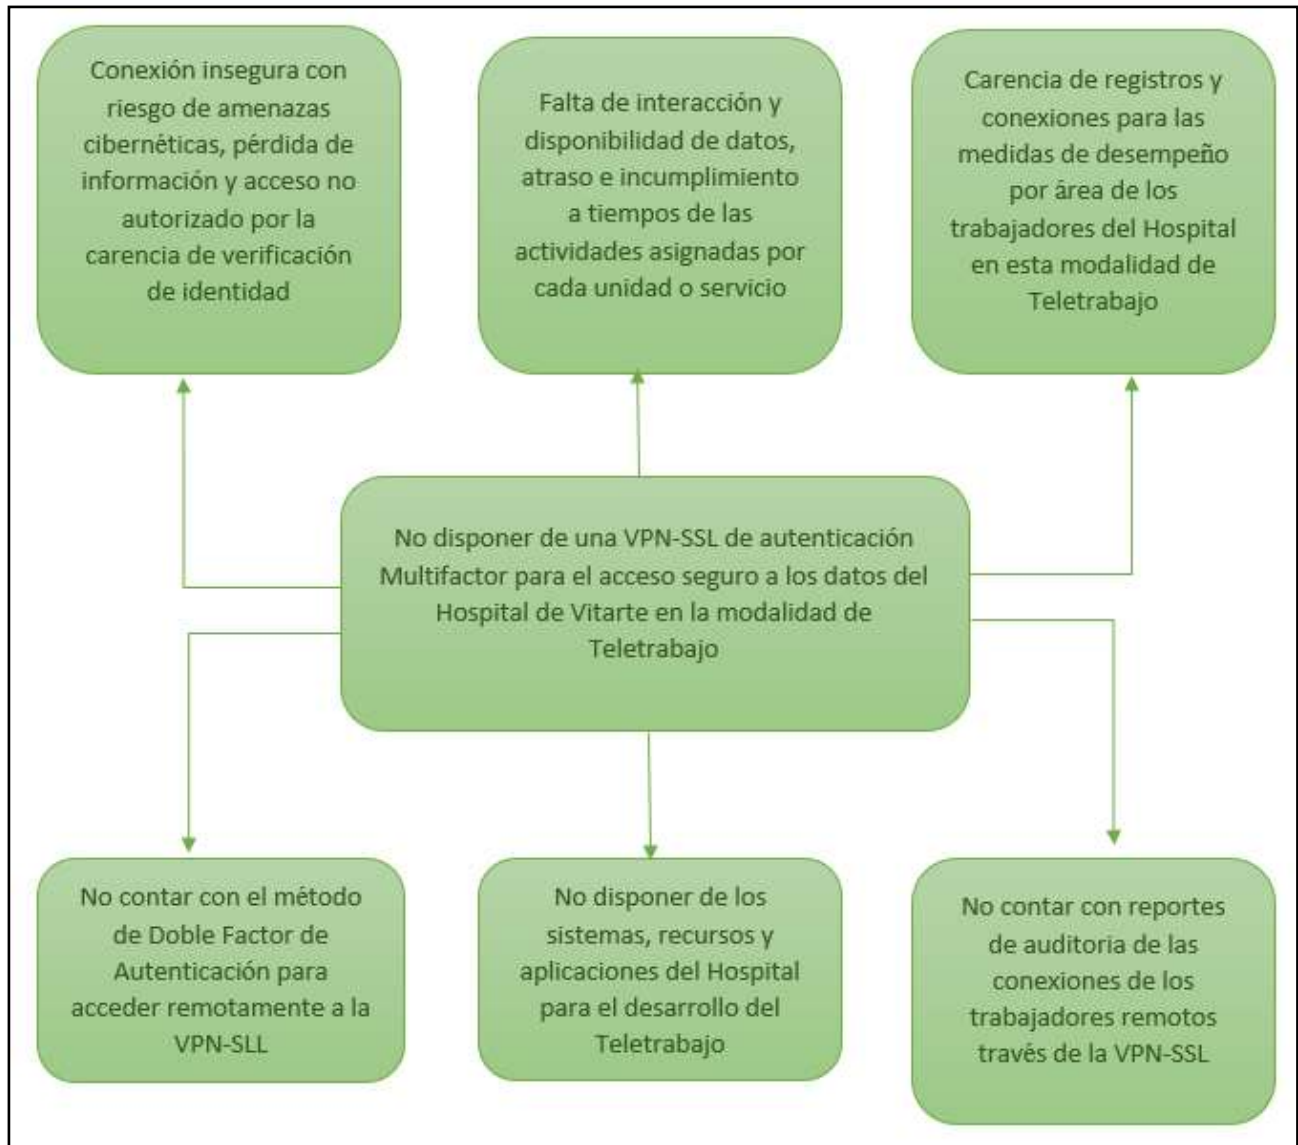 Conexión insegura con
riesgo de amenazas
cibernéticas, pérdida de
información y acceso no
autorizado por la
carencia de verificación
de identidad
Falta de interacción y
disponibilidad de datos,
atraso e incumplimiento
a tiempos de las
actividades asignadas por
cada unidad o servicio
Carencia de registros y
conexiones para las
medidas de desempeño
por área de los
trabajadores del Hospital
en esta modalidad de
Teletrabajo
No disponer de una VPN-SSL de autenticación
Multifactor para el acceso seguro a los datos del
Hospital de Vitarte en la modalidad de
Teletrabajo
No contar con el método
de Doble Factor de
Autenticación para
acceder remotamente a la
VPN-SLL
No disponer de los
sistemas, recursos y
aplicaciones del Hospital
para el desarrollo del
Teletrabajo
No contar con reportes
de auditoria de las
conexiones de los
trabajadores remotos
través de la VPN-SSL